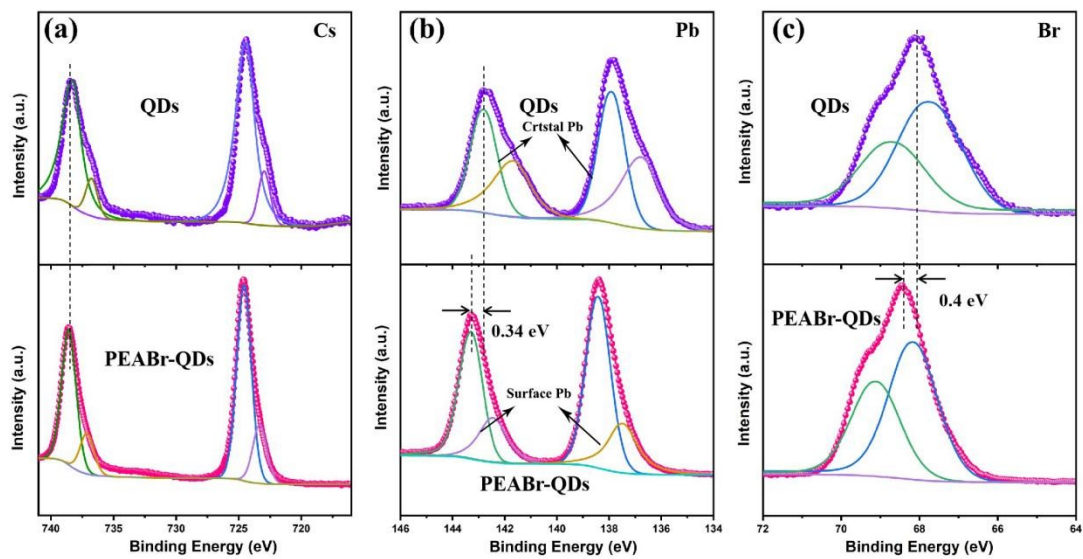 (a)
Cs
QDs
PEABr-QDs
Intensity (a.u.)
Intensity (a.u.)
740 735 730 725 720
Binding Energy (eV)
(b)
Pb
QDs
Crtstal Pb
0.34 eV
Surface Pb
PEABr-QDs
Intensity (a.u.)
Intensity (a.u.)
146 144 142 140 138 136 134
Binding Energy (eV)
(c)
Br
QDs
0.4 eV
PEABr-QDs
Intensity (a.u.)
Intensity (a.u.)
72 70 68 66 64
Binding Energy (eV)